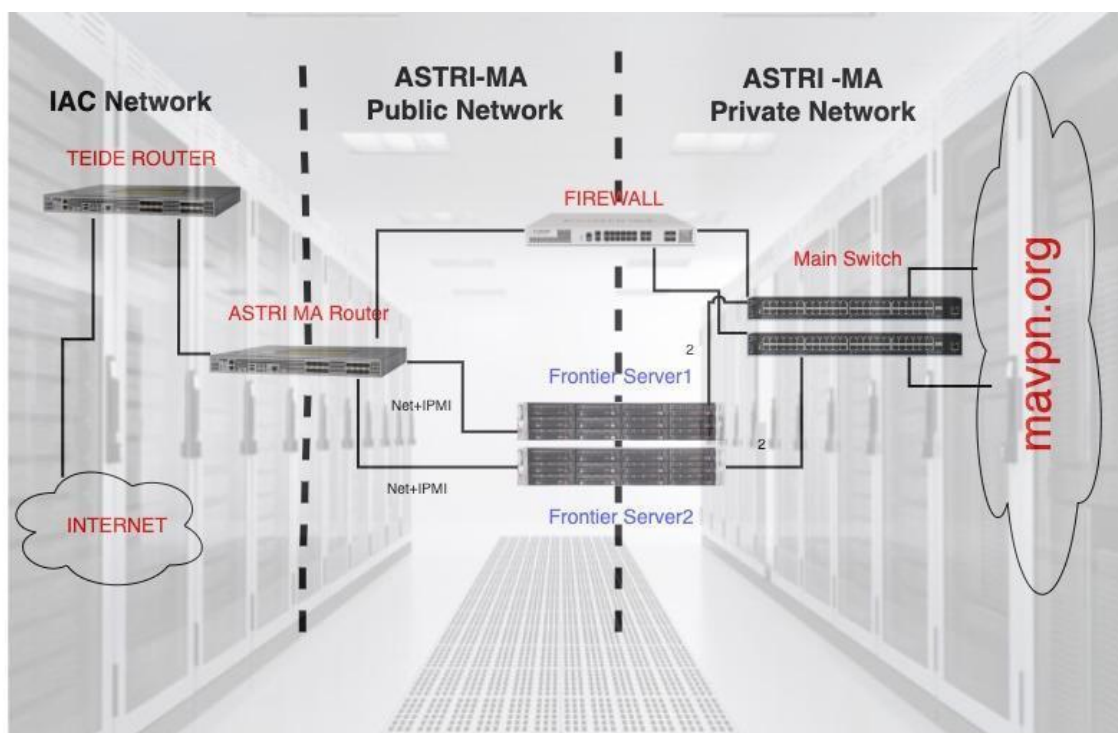 IAC Network
ASTRI-MA
Public Network
ASTRI -MA
Private Network
TEIDE ROUTER
FIREWALL
Main Switch
ASTRI MA Router
2
Frontier Server1
Net+IPMI
2
Net+IPMI
Frontier Server2
INTERNET
mavpn.org